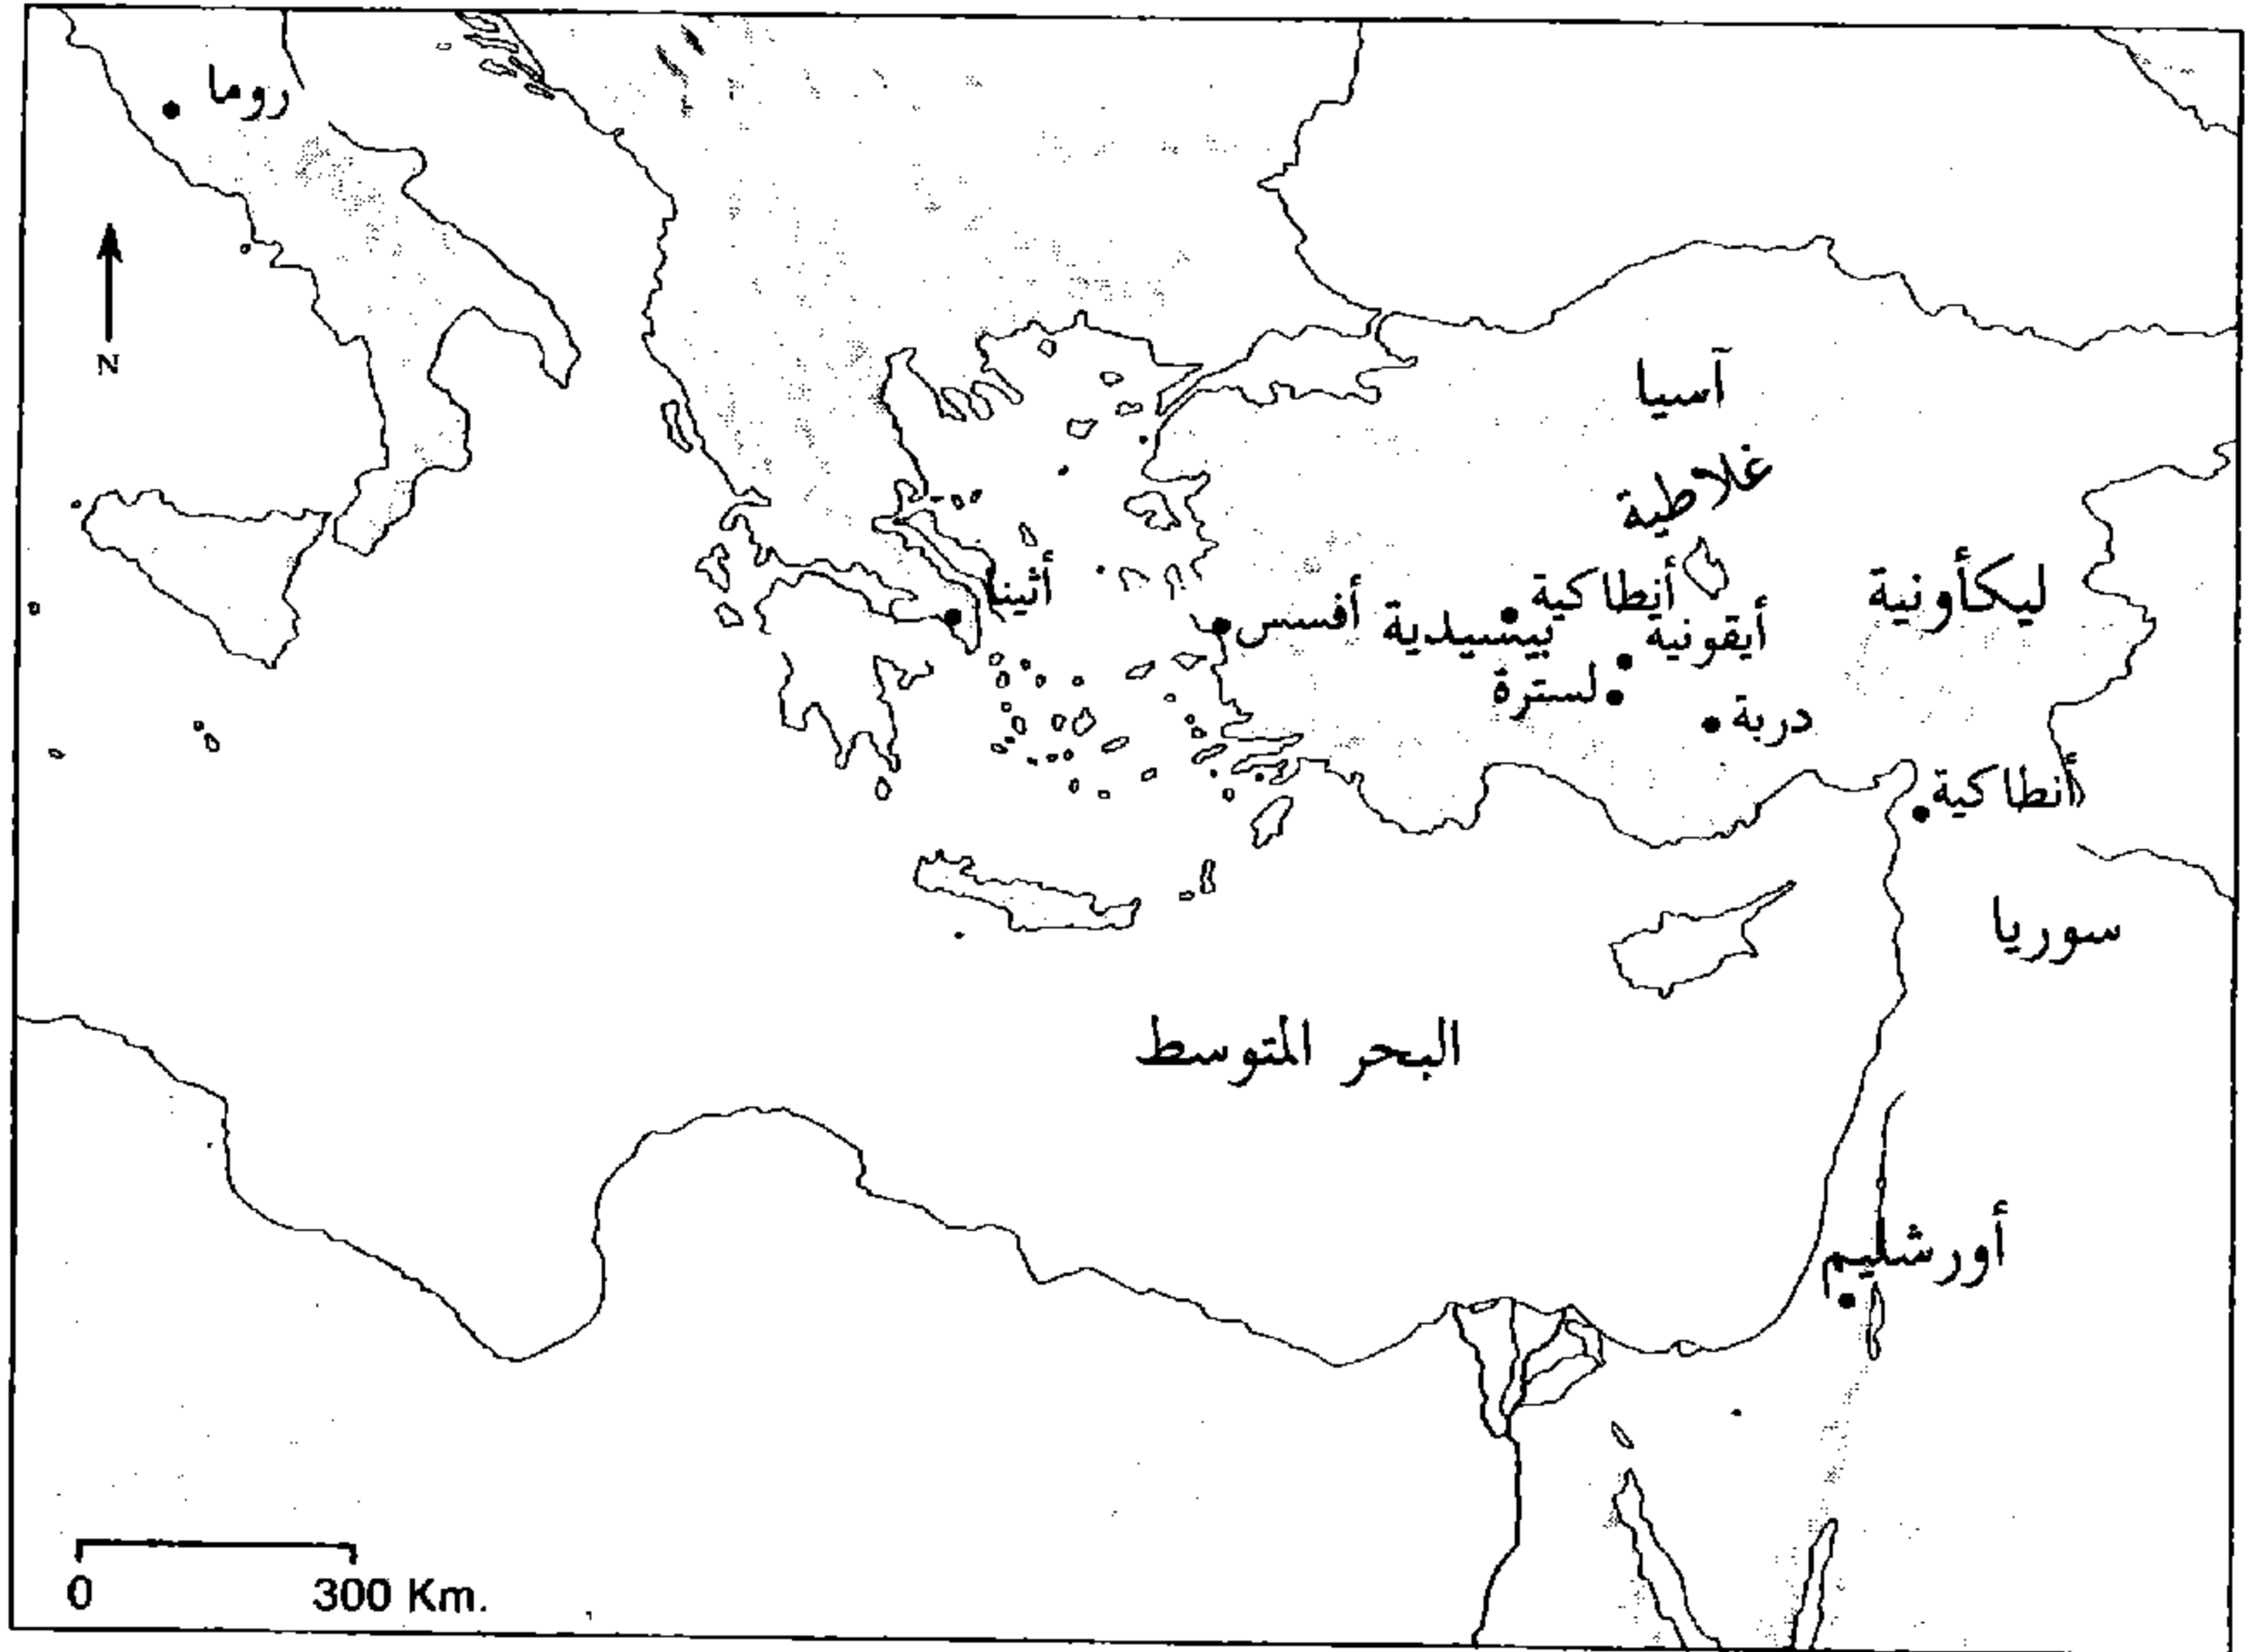 روما
N
آسيا
غلاطية
أثينا
أفسس
أنطاكية
بيسيدية
أيقونية
ليكأونية
لسترة
دربة
أنطاكية
سوريا
البحر المتوسط
أورشليم
0 300 Km.